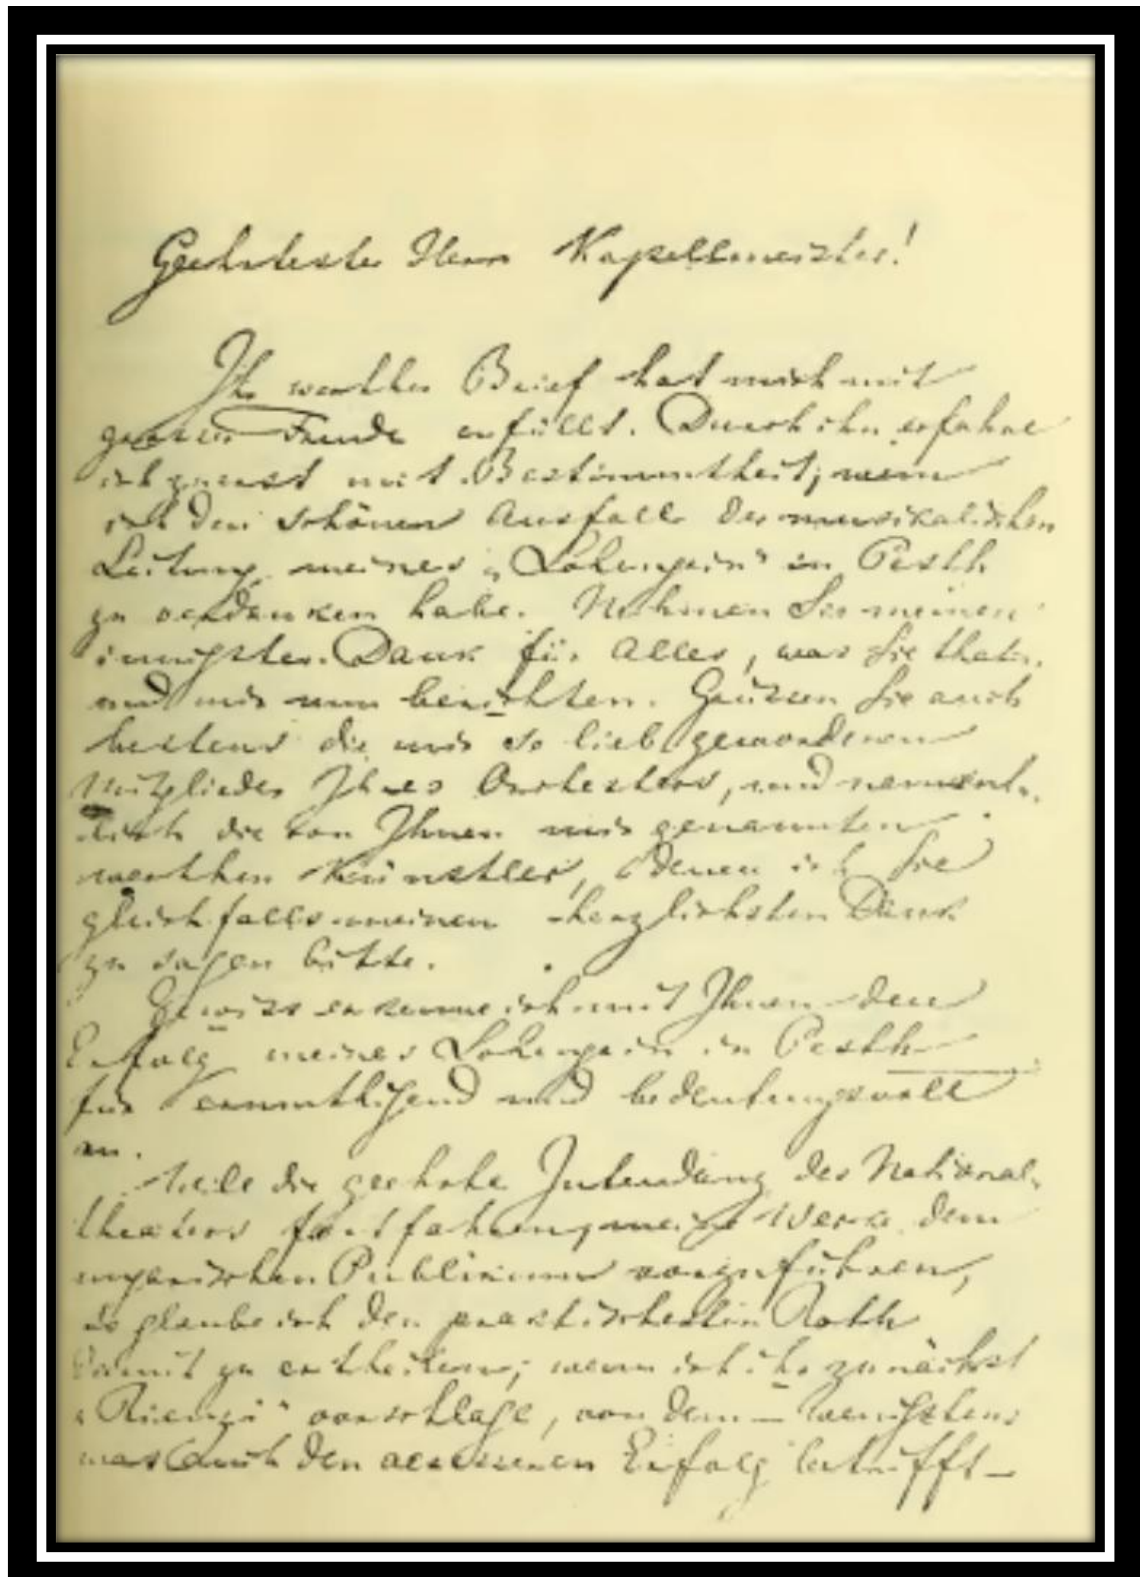 Geehrtester Herr Kapellmeister!
Ihr werther Brief hat mich mit
grosser Freude erfüllt. Durch ihn erfahre
ich zuerst mit Bestimmtheit, wem
ich den schönen Ausfall der musikalischen
Leitung meines „Lohengrin" in Pesth
zu verdanken habe. Nehmen Sie meinen
innigsten Dank für Alles, was Sie thaten
und mir nun berichten. Grüssen Sie auch
bestens die mir so lieb gewordenen
Mitglieder Ihres Orchesters, und nament-
lich die von Ihnen mir genannten
werthen Künstler, denen ich Sie
gleichfalls meinen herzlichsten Dank
zu sagen bitte.
Gewiss erkenne ich mit Ihnen den
Erfolg meines Lohengrin in Pesth
für ermuthigend und bedeutungsvoll
an.
die geehrte Intendanz des National-
theaters fortfahren, meine Werke dem
ungarischen Publikum vorzuführen,
so glaube ich den praktischesten Rath
damit zu ertheilen, wenn ich ihr zunächst
„Rienzi" vorschlage, von dem — wenigstens
was auch den äusseren Erfolg betrifft —